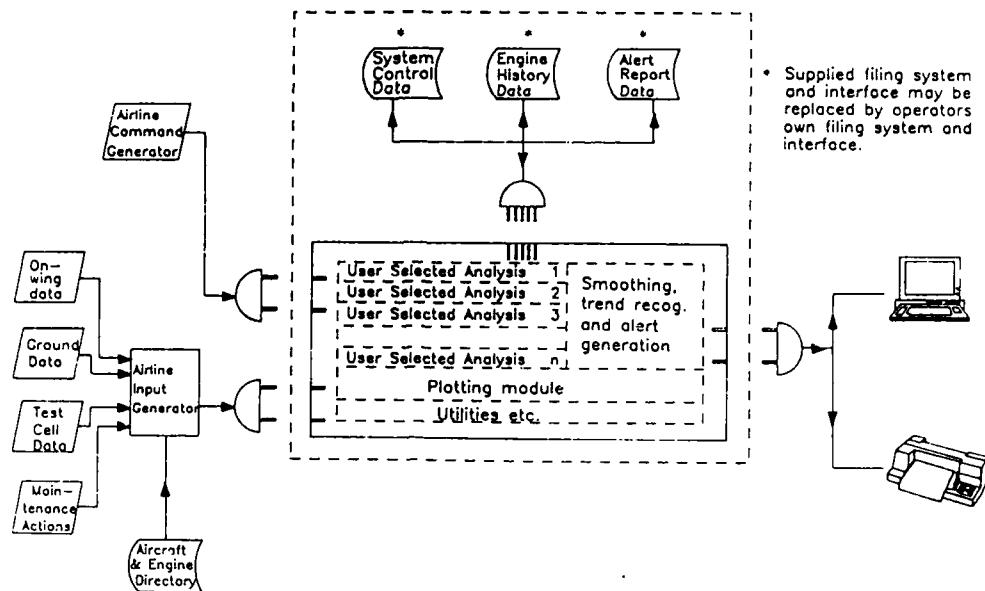 *
*
*
System
Control
Data
Engine
History
Data
Alert
Report
Data
* Supplied filing system
and interface may be
replaced by operators
own filing system and
interface.
Airline
Command
Generator
User Selected Analysis 1
User Selected Analysis 2
User Selected Analysis 3
User Selected Analysis n
Smoothing,
trend recog.
and alert
generation
Plotting module
Utilities etc.
On-
wing data
Ground
Data
Test
Cell
Data
Main-
tenance
Actions
Airline
Input
Generator
Aircraft
& Engine
Directory